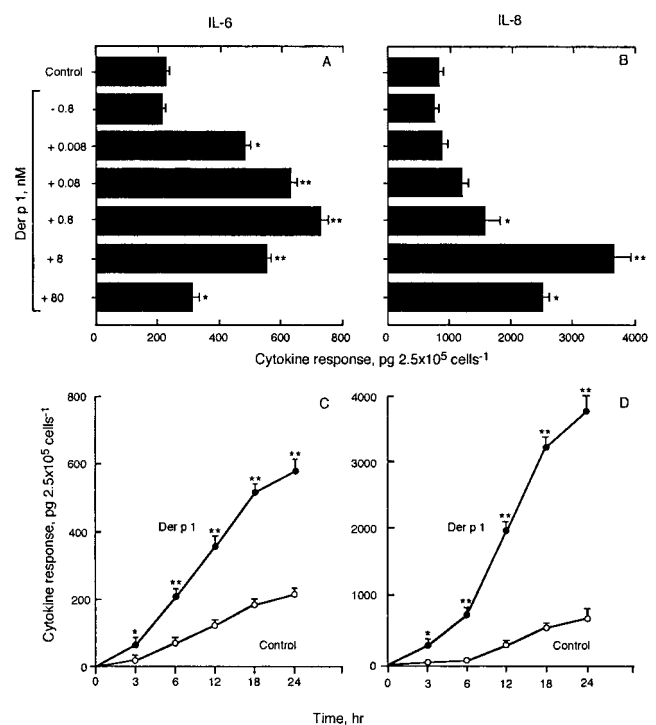 IL-6
IL-8
A
B
Control
- 0.8
+ 0.008
+ 0.08
+ 0.8
+ 8
+ 80
Der p 1, nM
*
**
**
**
*
*
**
*
0 200 400 600 800
0 1000 2000 3000 4000
Cytokine response, pg 2.5x10⁵ cells⁻¹
Cytokine response, pg 2.5x10⁵ cells⁻¹
800
600
400
200
0
C
Der p 1
Control
* ** ** ** **
0 3 6 12 18 24
4000
3000
2000
1000
0
D
Der p 1
Control
* ** ** ** **
0 3 6 12 18 24
Time, hr